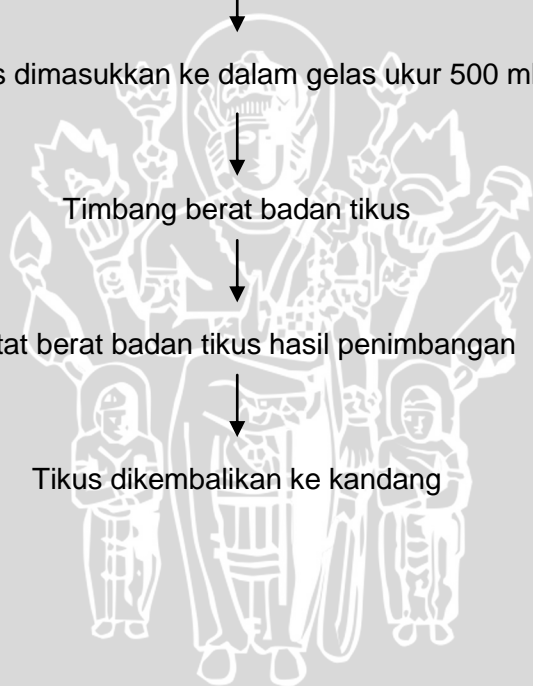 dimasukkan ke dalam gelas ukur 500 ml
Timbang berat badan tikus
berat badan tikus hasil penimbangan
Tikus dikembalikan ke kandang